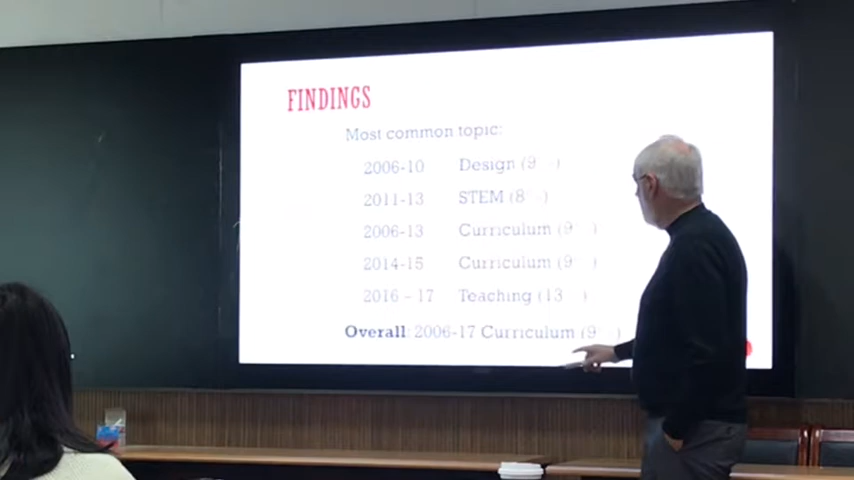 FINDINGS
Most common topic:
2006-10 Design (9
2011-13 STEM (8
2006-13 Curriculum (9
2014-15 Curriculum (9
2016 - 17 Teaching (13
Overall: 2006-17 Curriculum (9